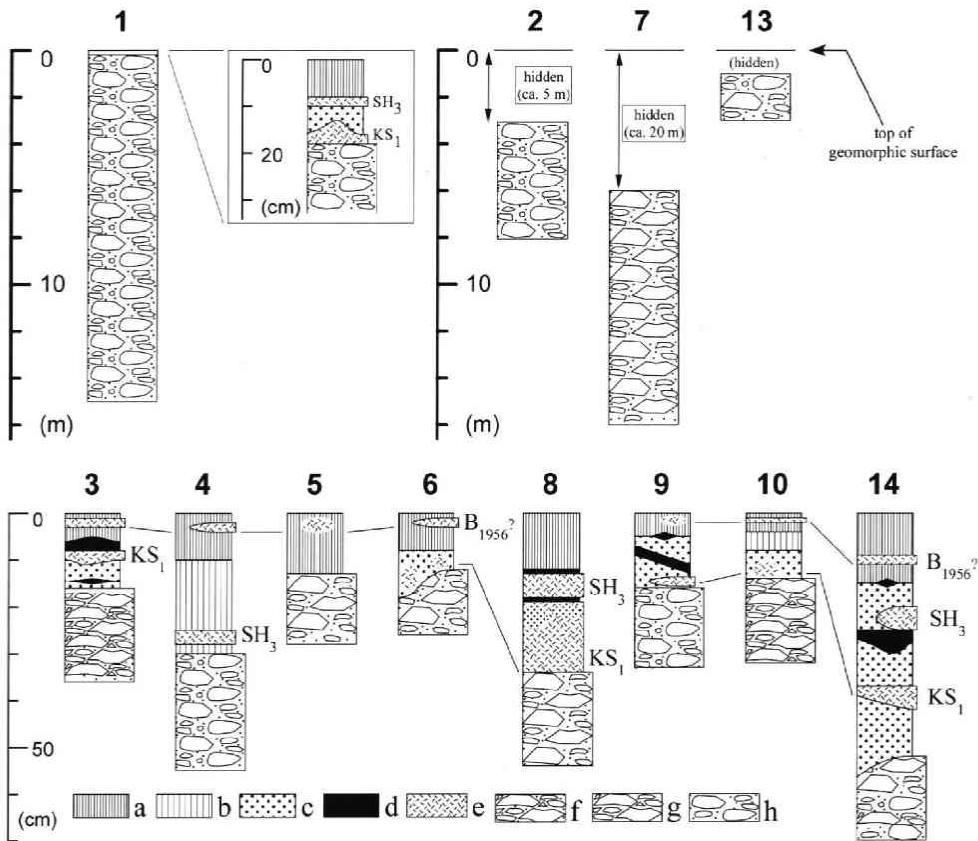 1
2
7
13
0
10
(m)
0
20
(cm)
SH3
KS1
0
10
(m)
hidden
(ca. 5 m)
hidden
(ca. 20 m)
(hidden)
top of
geomorphic surface
3
4
5
6
8
9
10
14
0
50
(cm)
KS1
SH3
B1956?
SH3
KS1
B1956?
SH3
KS1
a
b
c
d
e
f
g
h